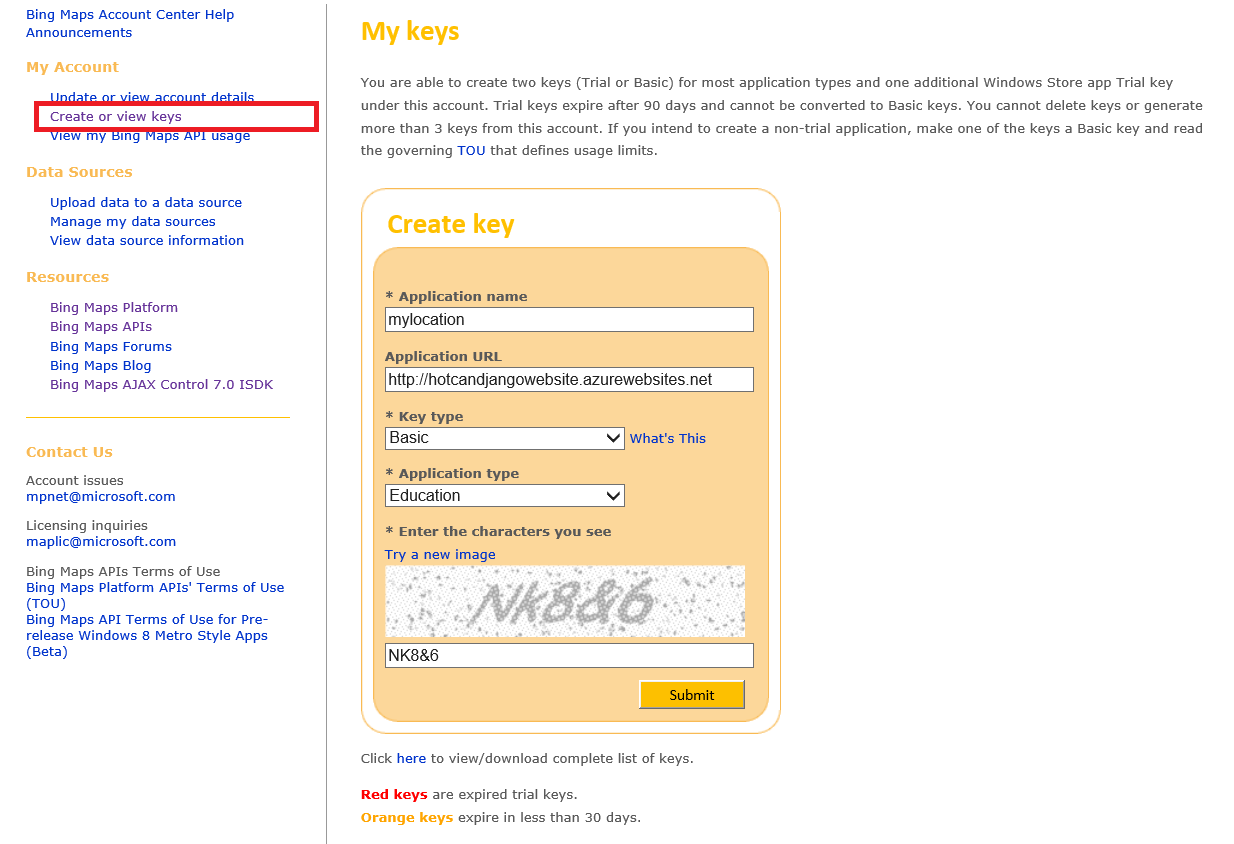 Bing Maps Account Center Help
Announcements
My Account
Update or view account details
Create or view keys
View my Bing Maps API usage
Data Sources
Upload data to a data source
Manage my data sources
View data source information
Resources
Bing Maps Platform
Bing Maps APIs
Bing Maps Forums
Bing Maps Blog
Bing Maps AJAX Control 7.0 ISDK
Contact Us
Account issues
mpnet@microsoft.com
Licensing inquiries
maplic@microsoft.com
Bing Maps APIs Terms of Use
Bing Maps Platform APIs' Terms of Use
(TOU)
Bing Maps API Terms of Use for Pre-
release Windows 8 Metro Style Apps
(Beta)
My keys
You are able to create two keys (Trial or Basic) for most application types and one additional Windows Store app Trial key
under this account. Trial keys expire after 90 days and cannot be converted to Basic keys. You cannot delete keys or generate
more than 3 keys from this account. If you intend to create a non-trial application, make one of the keys a Basic key and read
the governing TOU that defines usage limits.
Create key
* Application name
mylocation
Application URL
http://hotcandjangowebsite.azurewebsites.net
* Key type
Basic What's This
* Application type
Education
* Enter the characters you see
Try a new image
NK8&6
NK8&6
Submit
Click here to view/download complete list of keys.
Red keys are expired trial keys.
Orange keys expire in less than 30 days.